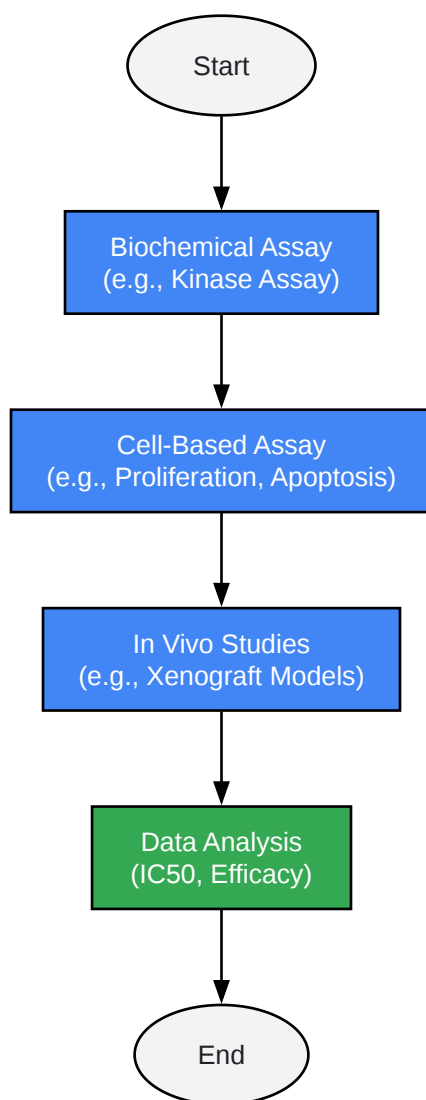 Start
Biochemical Assay
(e.g., Kinase Assay)
Cell-Based Assay
(e.g., Proliferation, Apoptosis)
In Vivo Studies
(e.g., Xenograft Models)
Data Analysis
(IC50, Efficacy)
End